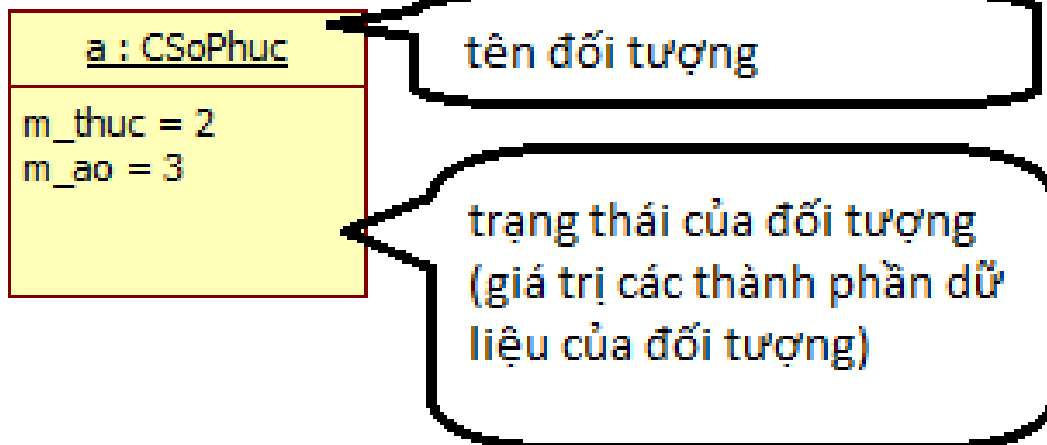 a : CSoPhuc
tên đối tượng
m_thuc = 2
m_ao = 3
trạng thái của đối tượng
(giá trị các thành phần dữ
liệu của đối tượng)